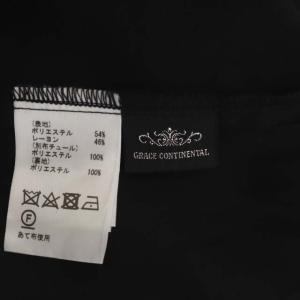 (表地)
ポリエステル 54%
レーヨン 46%
(別布チュール)
ポリエステル 100%
(裏地)
ポリエステル 100%
F
あて布使用
GRACE CONTINENTAL